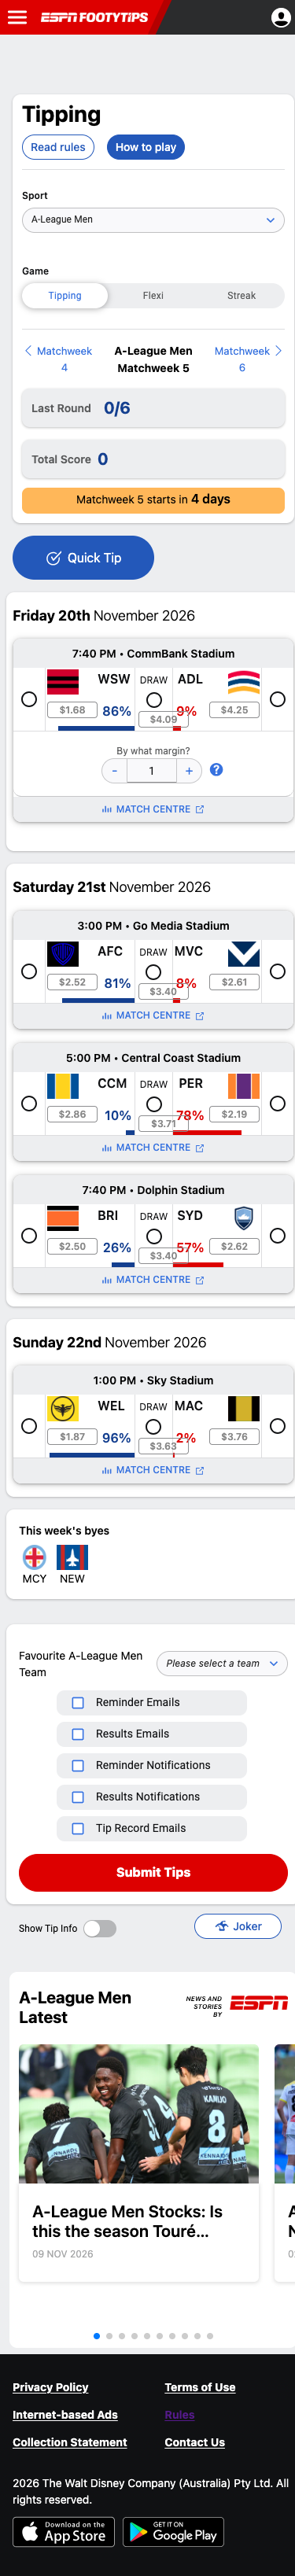 ESPN FOOTYTIPS
Tipping
Read rules
How to play
Sport
A-League Men
Game
Tipping
Flexi
Streak
Matchweek 4
A-League Men
Matchweek 5
Matchweek 6
Last Round 0/6
Total Score 0
Matchweek 5 starts in 4 days
Quick Tip
Friday 20th November 2026
7:40 PM • CommBank Stadium
WSW
DRAW
ADL
$1.68
86%
$4.09
9%
$4.25
By what margin?
- 1 + ?
MATCH CENTRE
Saturday 21st November 2026
3:00 PM • Go Media Stadium
AFC
DRAW
MVC
$2.52
81%
$3.40
8%
$2.61
MATCH CENTRE
5:00 PM • Central Coast Stadium
CCM
DRAW
PER
$2.86
10%
$3.71
78%
$2.19
MATCH CENTRE
7:40 PM • Dolphin Stadium
BRI
DRAW
SYD
$2.50
26%
$3.40
57%
$2.62
MATCH CENTRE
Sunday 22nd November 2026
1:00 PM • Sky Stadium
WEL
DRAW
MAC
$1.87
96%
$3.63
2%
$3.76
MATCH CENTRE
This week's byes
MCY
NEW
Favourite A-League Men
Team
Please select a team
Reminder Emails
Results Emails
Reminder Notifications
Results Notifications
Tip Record Emails
Submit Tips
Show Tip Info
Joker
A-League Men
Latest
NEWS AND
STORIES
BY
ESPN
7
4
KAMIJO
8
A-League Men Stocks: Is
this the season Touré...
09 NOV 2026
Privacy Policy
Terms of Use
Internet-based Ads
Rules
Collection Statement
Contact Us
2026 The Walt Disney Company (Australia) Pty Ltd. All
rights reserved.
Download on the
App Store
GET IT ON
Google Play